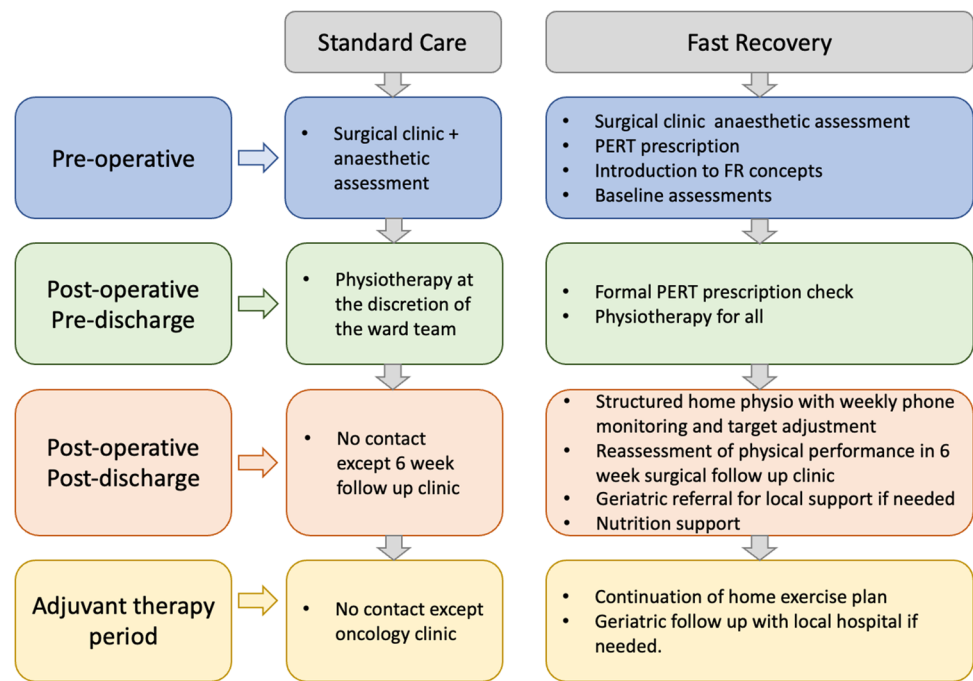 Standard Care
Fast Recovery
Pre-operative
• Surgical clinic +
anaesthetic
assessment
• Surgical clinic  anaesthetic assessment
• PERT prescription
• Introduction to FR concepts
• Baseline assessments
Post-operative
Pre-discharge
• Physiotherapy at
the discretion of
the ward team
• Formal PERT prescription check
• Physiotherapy for all
Post-operative
Post-discharge
• No contact
except 6 week
follow up clinic
• Structured home physio with weekly phone
monitoring and target adjustment
• Reassessment of physical performance in 6
week surgical follow up clinic
• Geriatric referral for local support if needed
• Nutrition support
Adjuvant therapy
period
• No contact except
oncology clinic
• Continuation of home exercise plan
• Geriatric follow up with local hospital if
needed.